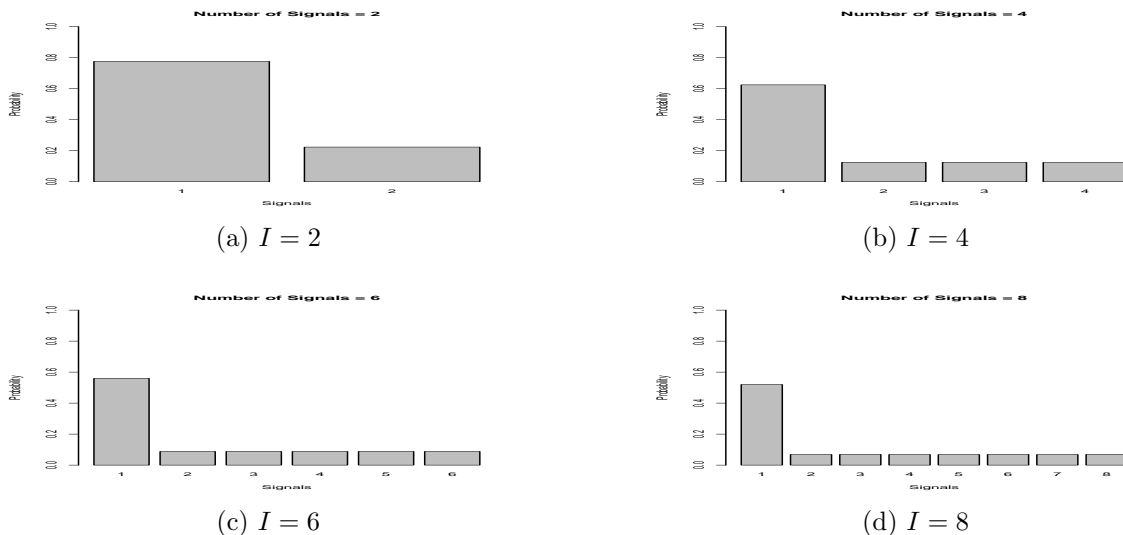 Number of Signals = 2
Probability
1.0
0.8
0.6
0.4
0.2
0.0
1 2
Signals
(a) I = 2
Number of Signals = 4
Probability
1.0
0.8
0.6
0.4
0.2
0.0
1 2 3 4
Signals
(b) I = 4
Number of Signals = 6
Probability
1.0
0.8
0.6
0.4
0.2
0.0
1 2 3 4 5 6
Signals
(c) I = 6
Number of Signals = 8
Probability
1.0
0.8
0.6
0.4
0.2
0.0
1 2 3 4 5 6 7 8
Signals
(d) I = 8